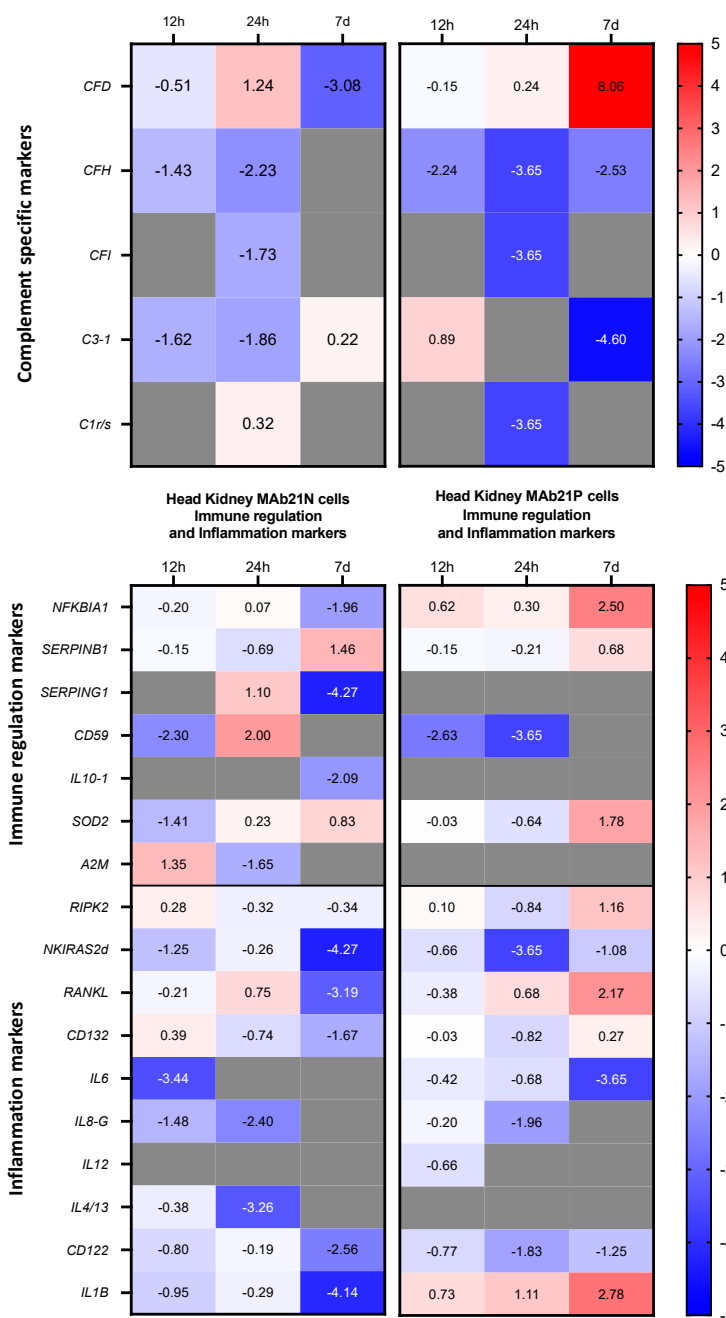 12h 24h 7d 12h 24h 7d
Complement specific markers
CFD -0.51 1.24 -3.08 -0.15 0.24 8.06
CFH -1.43 -2.23 -2.24 -3.65 -2.53
CFI -1.73 -3.65
C3-1 -1.62 -1.86 0.22 0.89 -4.60
C1r/s 0.32 -3.65
5
4
3
2
1
0
-1
-2
-3
-4
-5
Head Kidney MAb21N cells
Immune regulation
and Inflammation markers
Head Kidney MAb21P cells
Immune regulation
and Inflammation markers
12h 24h 7d 12h 24h 7d
Immune regulation markers
NFKBIA1 -0.20 0.07 -1.96 0.62 0.30 2.50
SERPINB1 -0.15 -0.69 1.46 -0.15 -0.21 0.68
SERPING1 1.10 -4.27
CD59 -2.30 2.00 -2.63 -3.65
IL10-1 -2.09
SOD2 -1.41 0.23 0.83 -0.03 -0.64 1.78
A2M 1.35 -1.65
Inflammation markers
RIPK2 0.28 -0.32 -0.34 0.10 -0.84 1.16
NKIRAS2d -1.25 -0.26 -4.27 -0.66 -3.65 -1.08
RANKL -0.21 0.75 -3.19 -0.38 0.68 2.17
CD132 0.39 -0.74 -1.67 -0.03 -0.82 0.27
IL6 -3.44 -0.42 -0.68 -3.65
IL8-G -1.48 -2.40 -0.20 -1.96
IL12 -0.66
IL4/13 -0.38 -3.26
CD122 -0.80 -0.19 -2.56 -0.77 -1.83 -1.25
IL1B -0.95 -0.29 -4.14 0.73 1.11 2.78
5
4
3
2
1
0